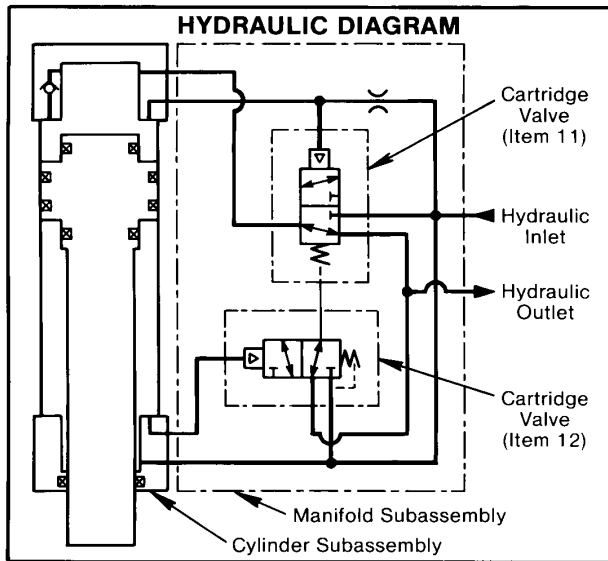 HYDRAULIC DIAGRAM
Cartridge
Valve
(Item 11)
Hydraulic
Inlet
Hydraulic
Outlet
Cartridge
Valve
(Item 12)
Manifold Subassembly
Cylinder Subassembly